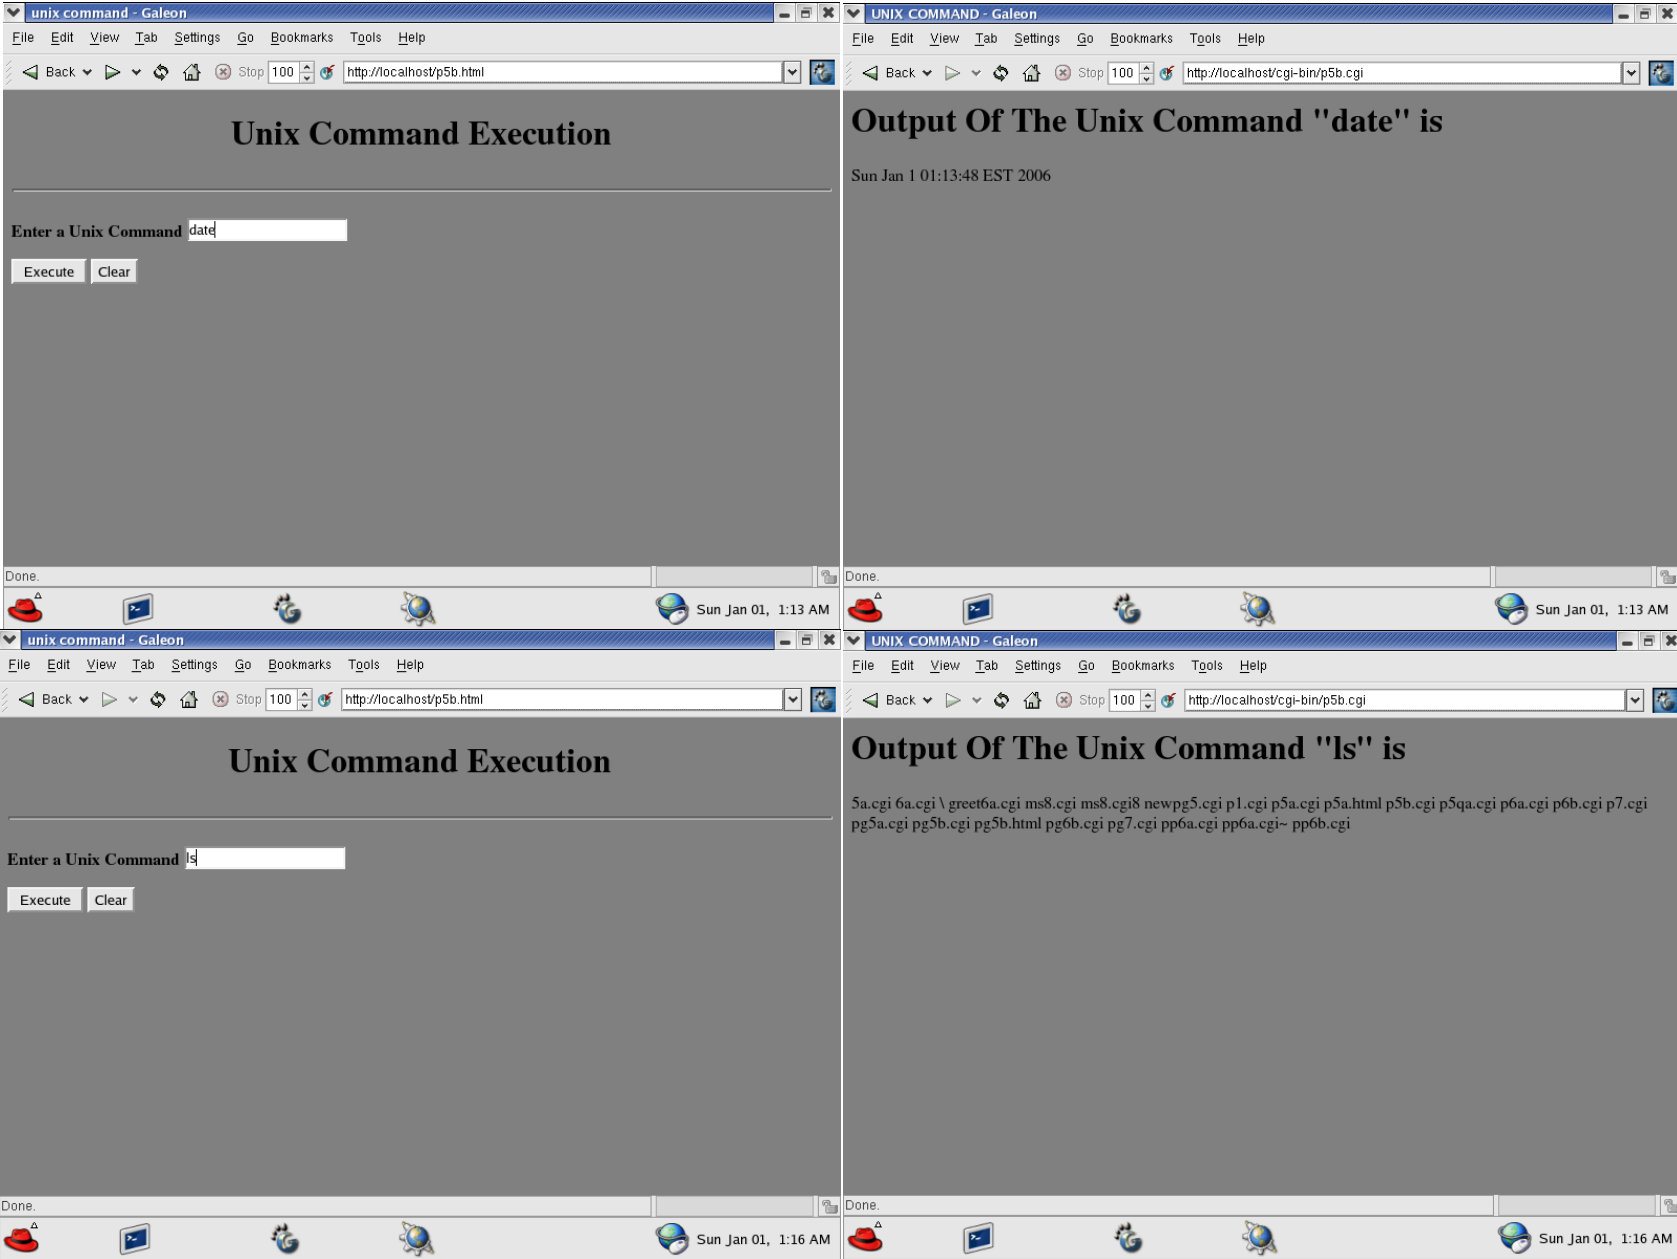 unix command - Galeon
File Edit View Tab Settings Go Bookmarks Tools Help
Back Stop 100 http://localhost/p5b.html
Unix Command Execution
Enter a Unix Command date
Execute Clear
Done.
Sun Jan 01, 1:13 AM
UNIX COMMAND - Galeon
File Edit View Tab Settings Go Bookmarks Tools Help
Back Stop 100 http://localhost/cgi-bin/p5b.cgi
Output Of The Unix Command "date" is
Sun Jan 1 01:13:48 EST 2006
Done.
Sun Jan 01, 1:13 AM
unix command - Galeon
File Edit View Tab Settings Go Bookmarks Tools Help
Back Stop 100 http://localhost/p5b.html
Unix Command Execution
Enter a Unix Command ls
Execute Clear
Done.
Sun Jan 01, 1:16 AM
UNIX COMMAND - Galeon
File Edit View Tab Settings Go Bookmarks Tools Help
Back Stop 100 http://localhost/cgi-bin/p5b.cgi
Output Of The Unix Command "ls" is
5a.cgi 6a.cgi \ greet6a.cgi ms8.cgi ms8.cgi8 newpg5.cgi p1.cgi p5a.cgi p5a.html p5b.cgi p5qa.cgi p6a.cgi p6b.cgi p7.cgi
pg5a.cgi pg5b.cgi pg5b.html pg6b.cgi pg7.cgi pp6a.cgi pp6a.cgi~ pp6b.cgi
Done.
Sun Jan 01, 1:16 AM